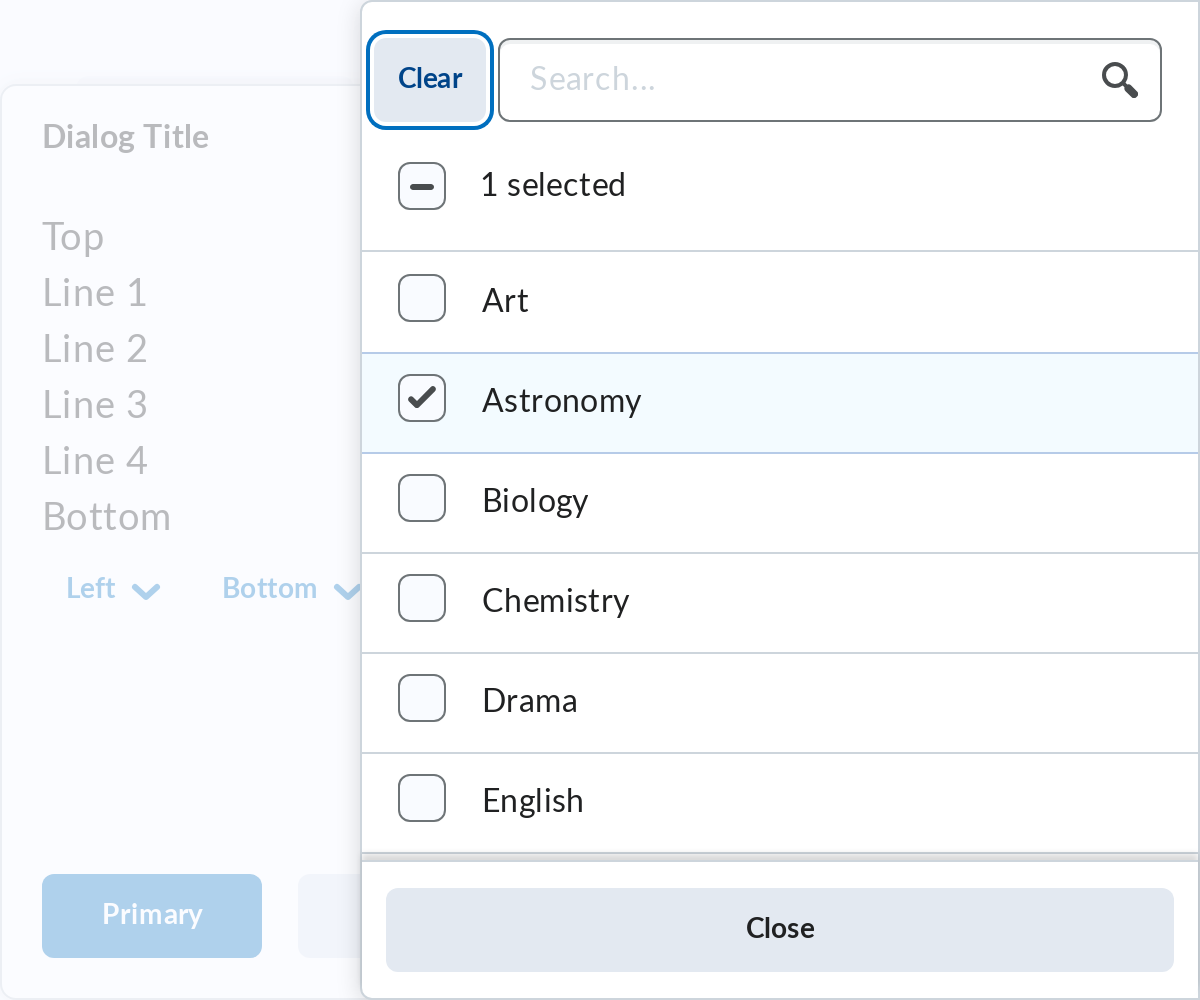 Clear
Search...
1 selected
Art
Astronomy
Biology
Chemistry
Drama
English
Close
Dialog Title
Top
Line 1
Line 2
Line 3
Line 4
Bottom
Left Bottom
Primary